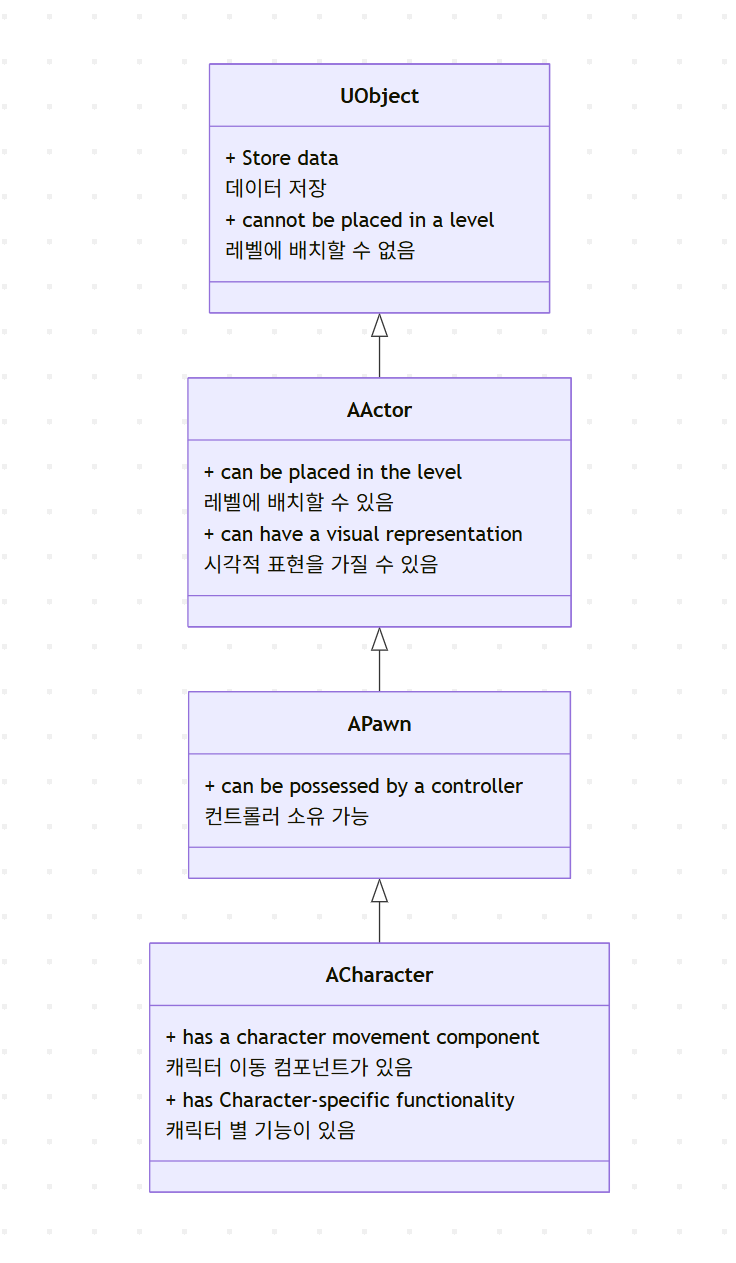 UObject
+ Store data
데이터 저장
+ cannot be placed in a level
레벨에 배치할 수 없음
AActor
+ can be placed in the level
레벨에 배치할 수 있음
+ can have a visual representation
시각적 표현을 가질 수 있음
APawn
+ can be possessed by a controller
컨트롤러 소유 가능
ACharacter
+ has a character movement component
캐릭터 이동 컴포넌트가 있음
+ has Character-specific functionality
캐릭터 별 기능이 있음